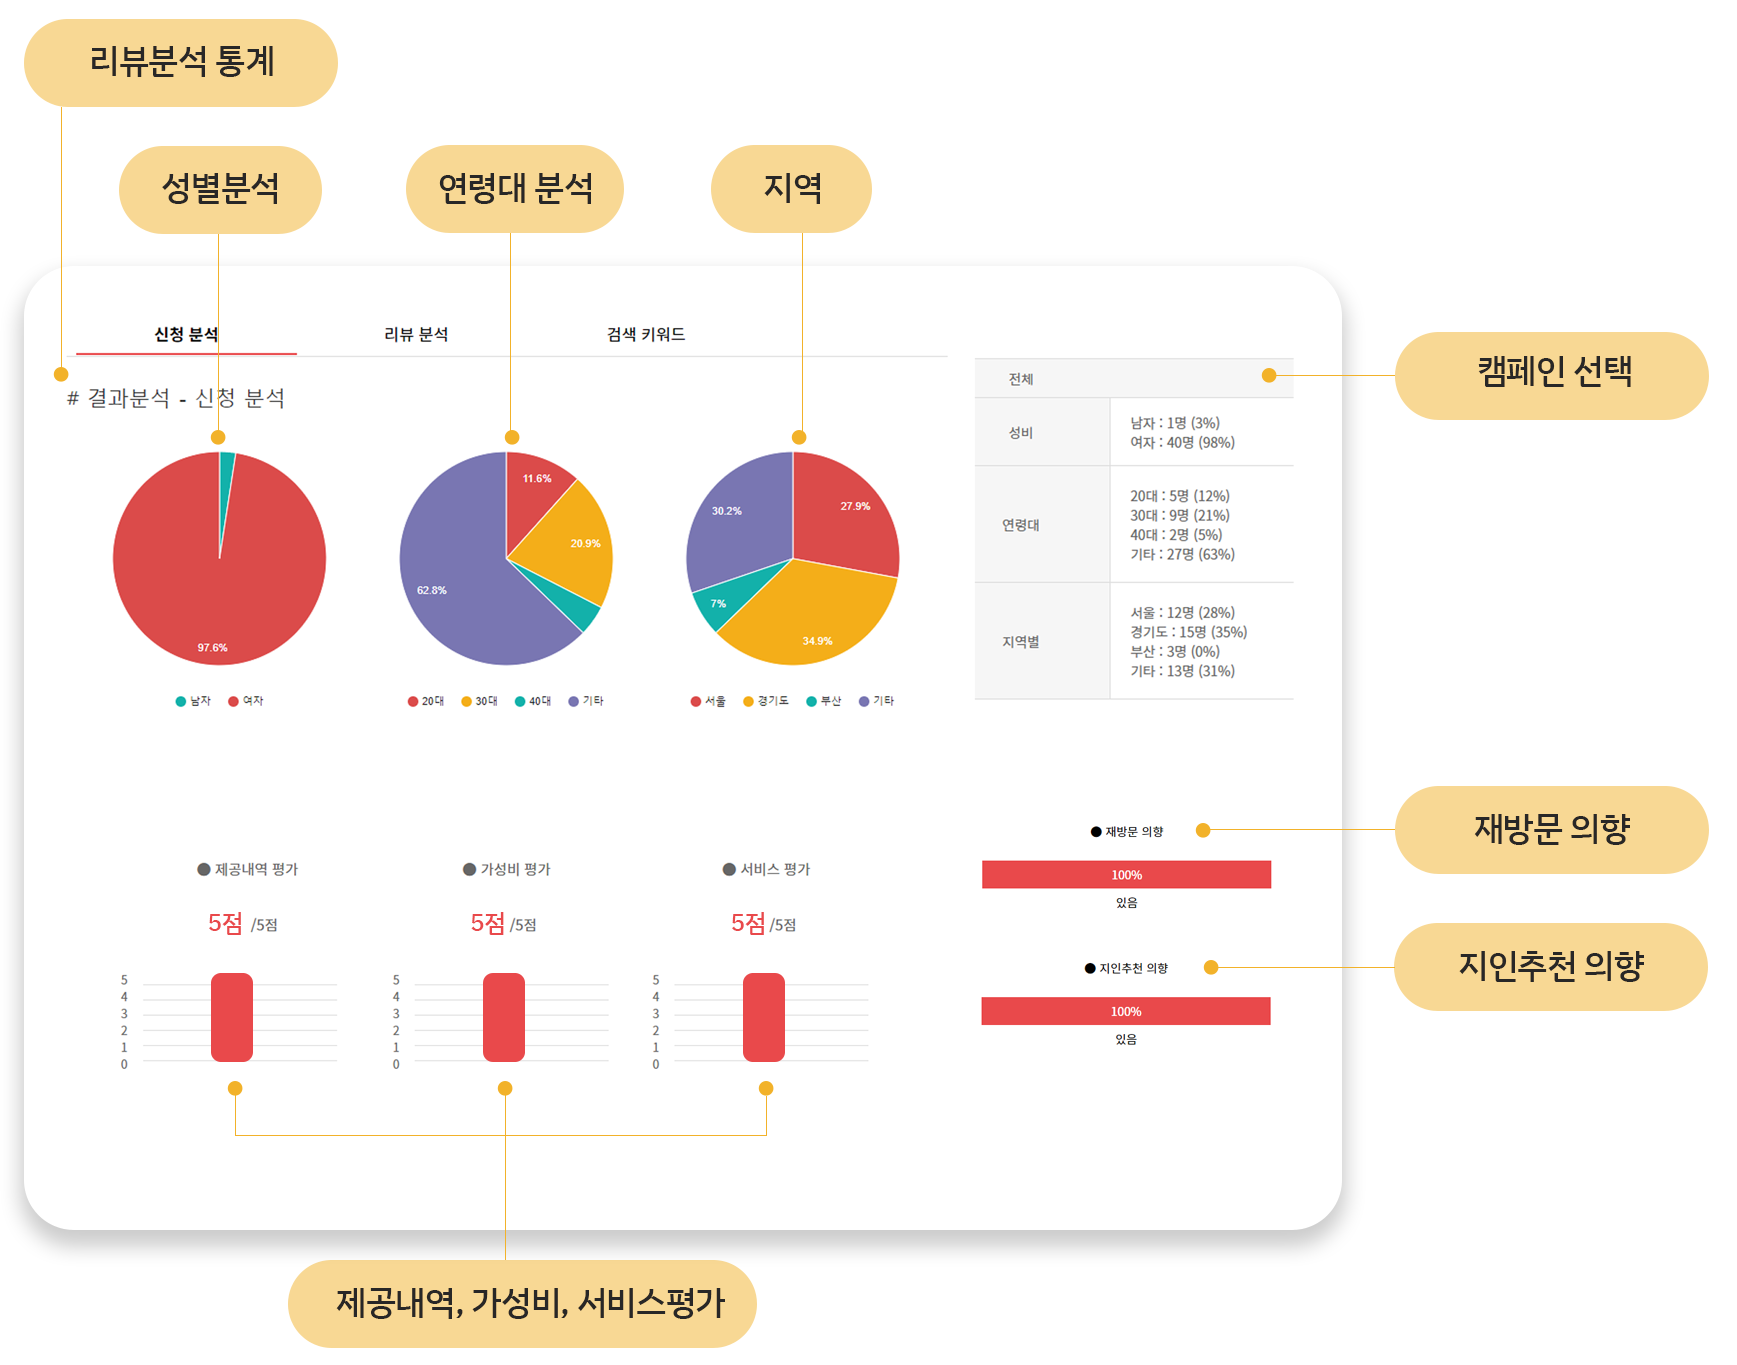 리뷰분석 통계
성별분석
연령대 분석
지역
신청 분석
리뷰 분석
검색 키워드
# 결과분석 - 신청 분석
97.6%
남자
여자
11.6%
20.9%
62.8%
20대
30대
40대
기타
27.9%
30.2%
7%
34.9%
서울
경기도
부산
기타
전체
성비
남자 : 1명 (3%)
여자 : 40명 (98%)
연령대
20대 : 5명 (12%)
30대 : 9명 (21%)
40대 : 2명 (5%)
기타 : 27명 (63%)
지역별
서울 : 12명 (28%)
경기도 : 15명 (35%)
부산 : 3명 (0%)
기타 : 13명 (31%)
캠페인 선택
● 제공내역 평가
5점 /5점
5
4
3
2
1
0
● 가성비 평가
5점 /5점
5
4
3
2
1
0
● 서비스 평가
5점 /5점
5
4
3
2
1
0
● 재방문 의향
100%
있음
재방문 의향
● 지인추천 의향
100%
있음
지인추천 의향
제공내역, 가성비, 서비스평가